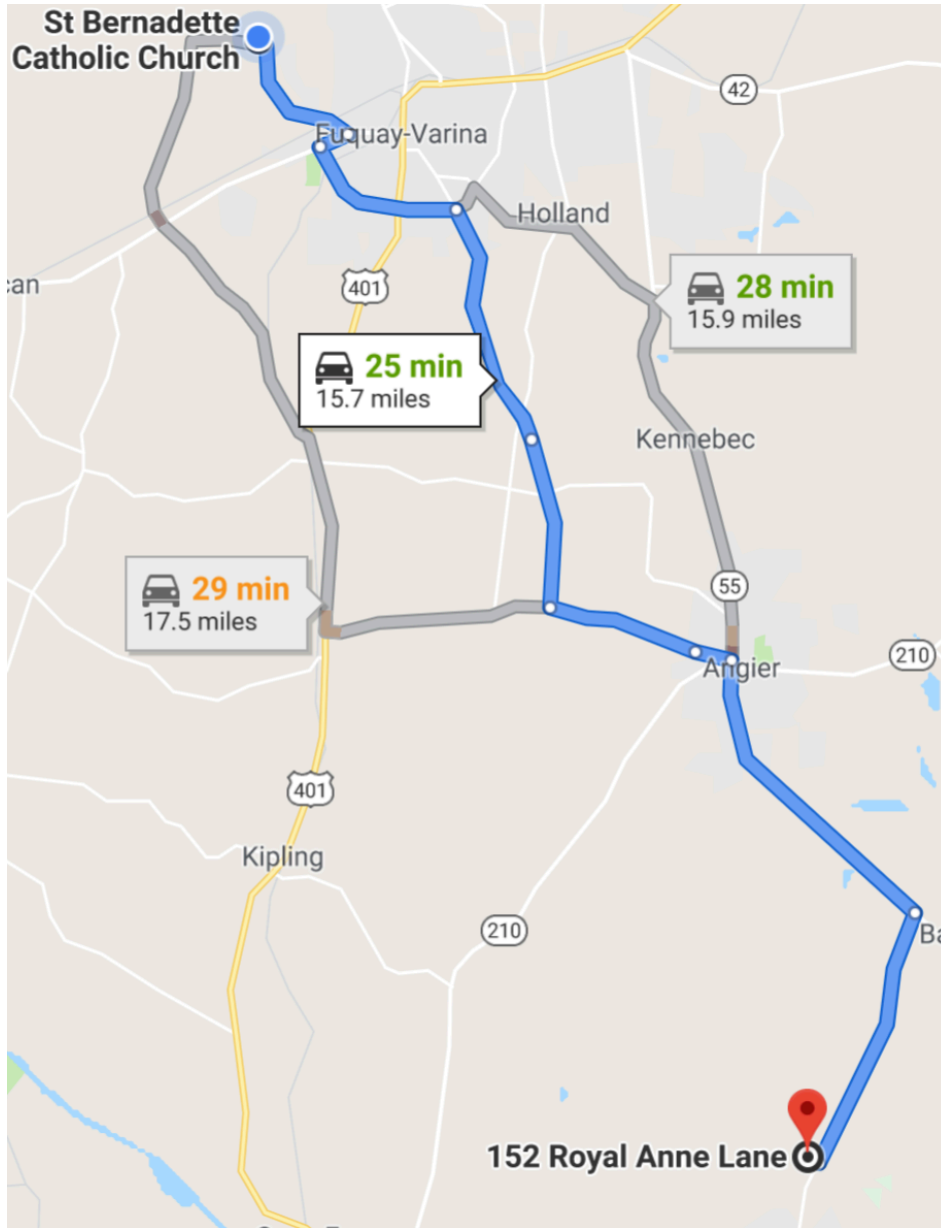 St Bernadette
Catholic Church
42
Fuquay-Varina
Holland
can
401
28 min
15.9 miles
25 min
15.7 miles
Kennebec
29 min
17.5 miles
55
210
Angier
401
Kipling
210
Ba
152 Royal Anne Lane